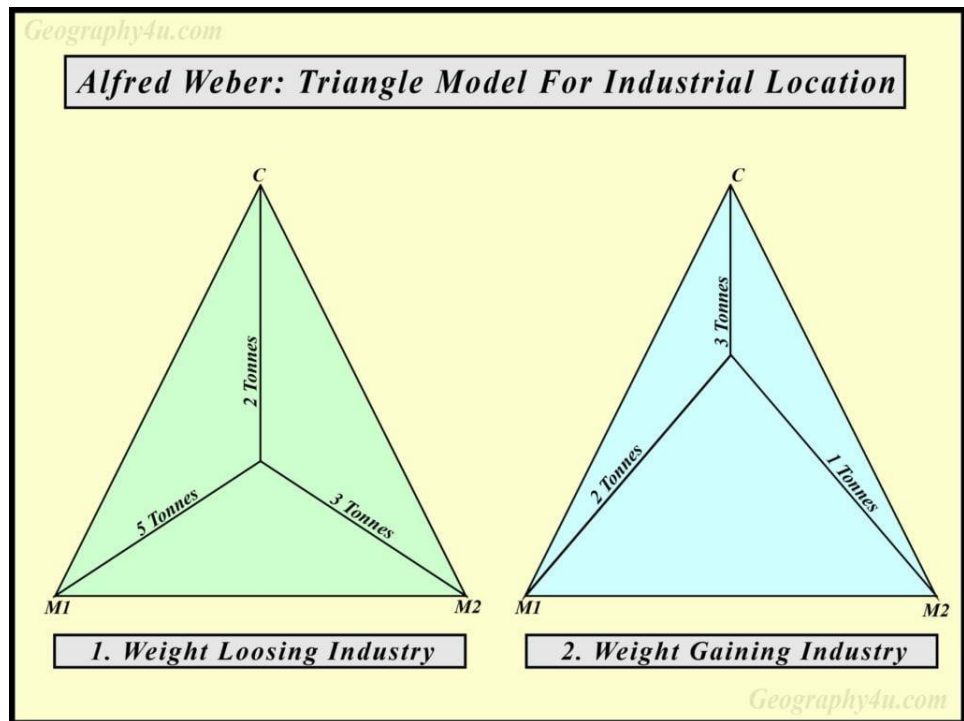 Geography4u.com
Alfred Weber: Triangle Model For Industrial Location
C
2 Tonnes
5 Tonnes
3 Tonnes
M1
M2
1. Weight Loosing Industry
C
3 Tonnes
2 Tonnes
1 Tonnes
M1
M2
2. Weight Gaining Industry
Geography4u.com